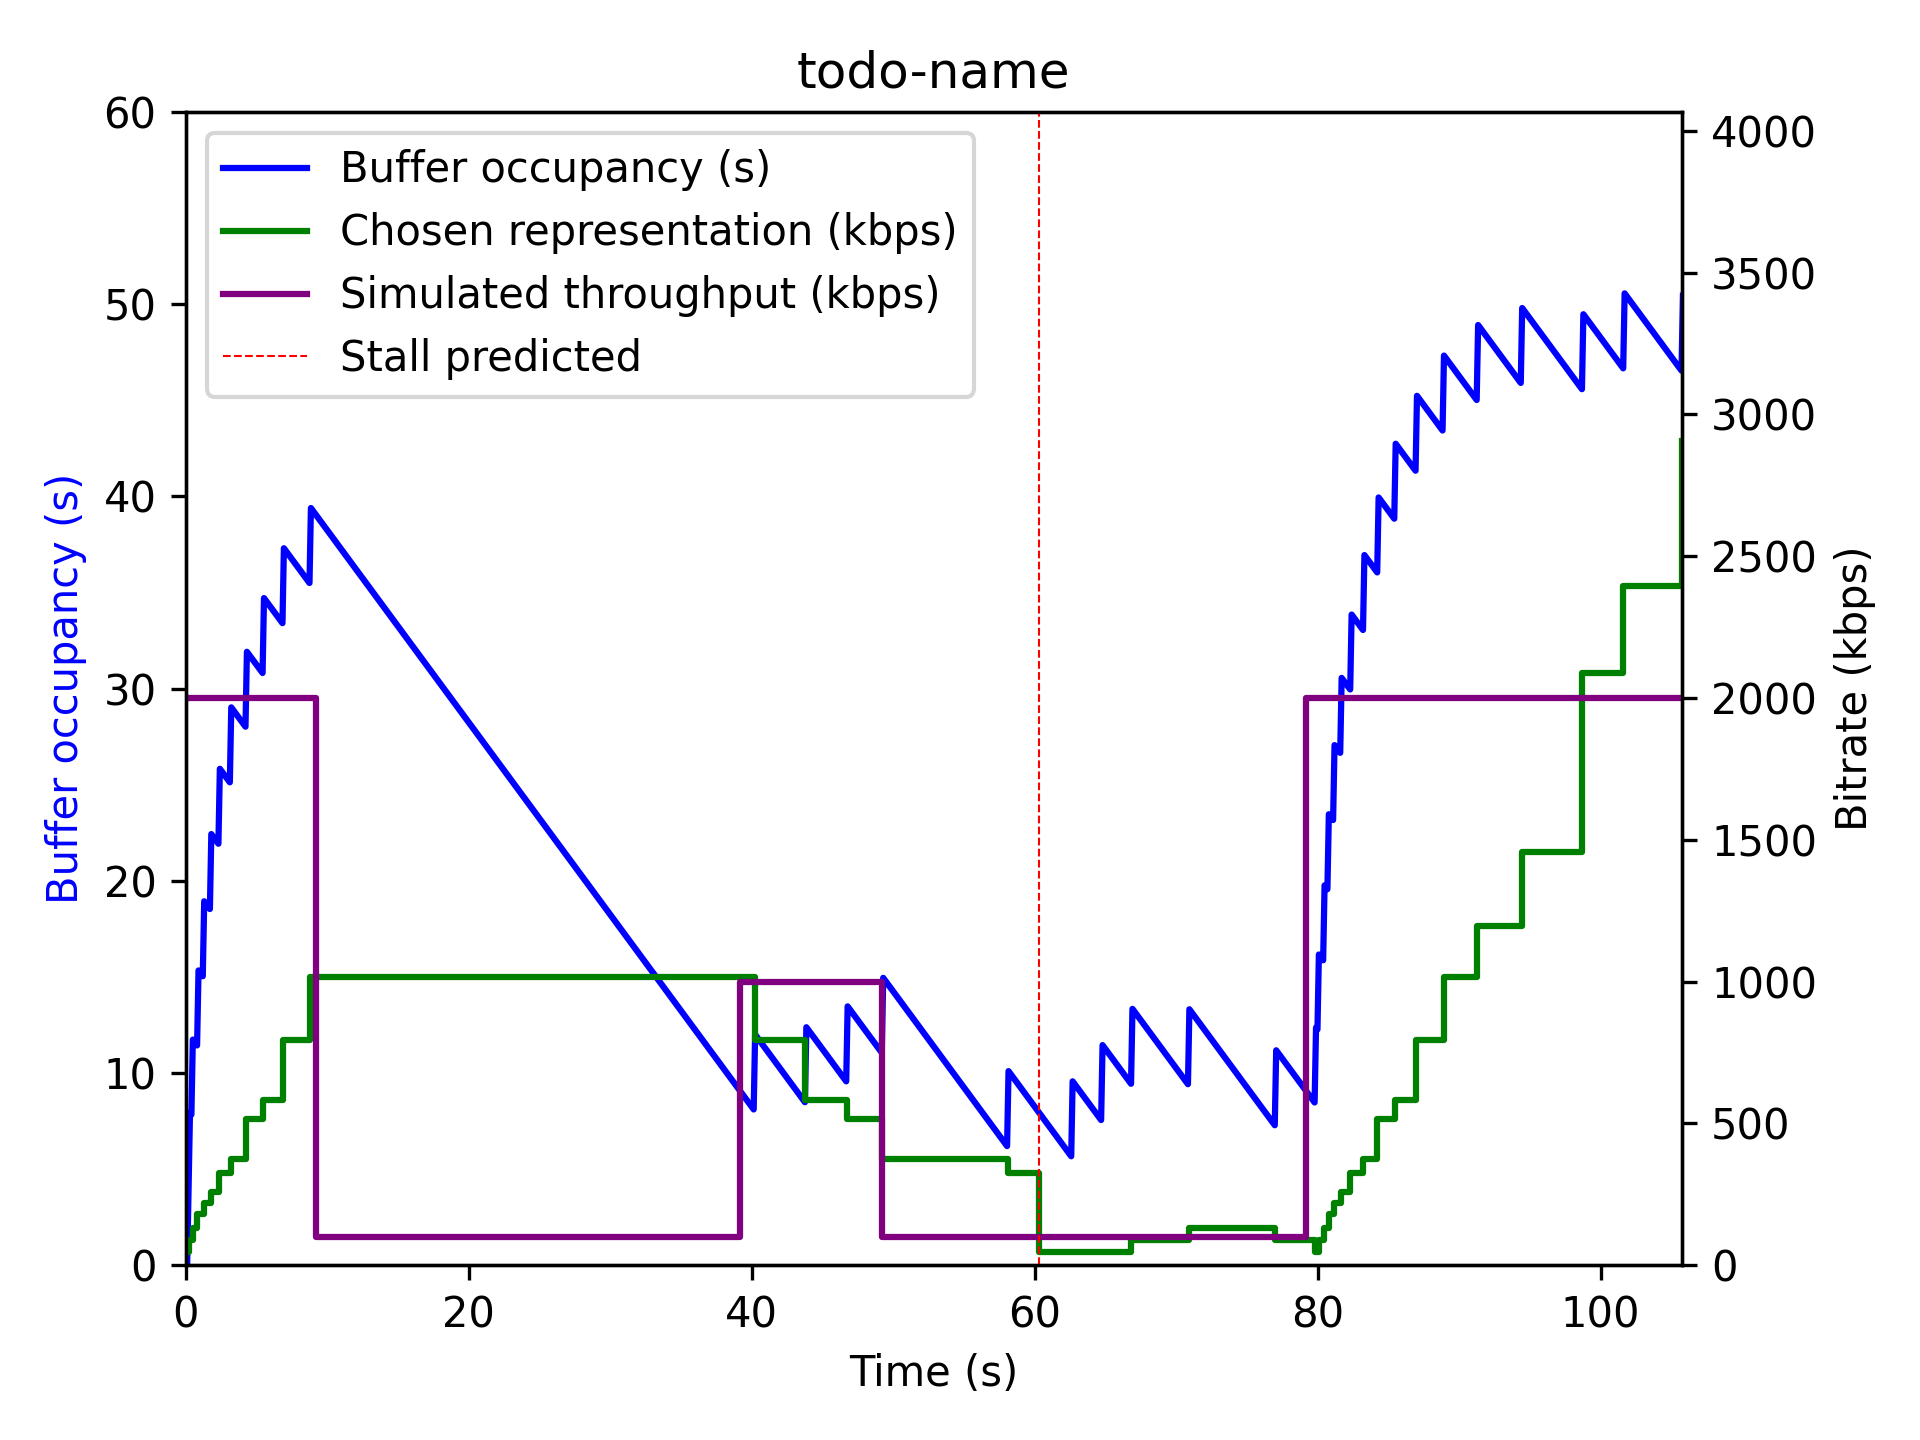 todo-name
Buffer occupancy (s)
Chosen representation (kbps)
Simulated throughput (kbps)
Stall predicted
60
50
40
30
20
10
0
Buffer occupancy (s)
4000
3500
3000
2500
2000
1500
1000
500
0
Bitrate (kbps)
0 20 40 60 80 100
Time (s)